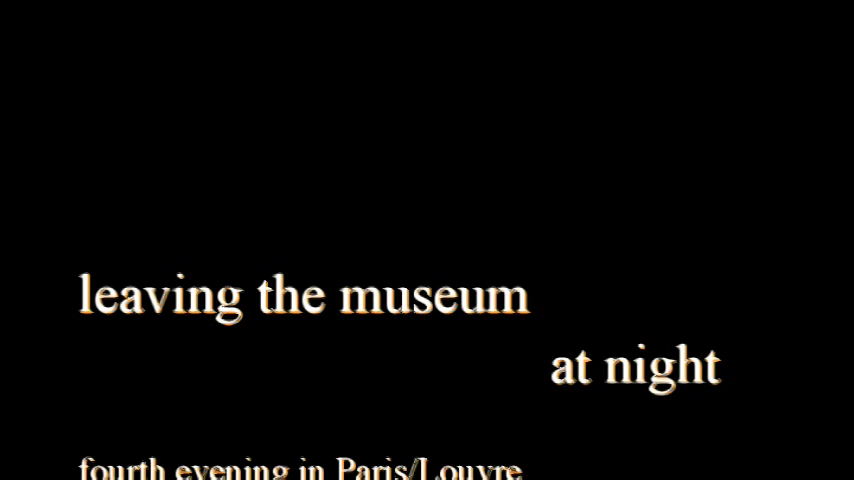 leaving the museum
at night
fourth evening in Paris/Louvre